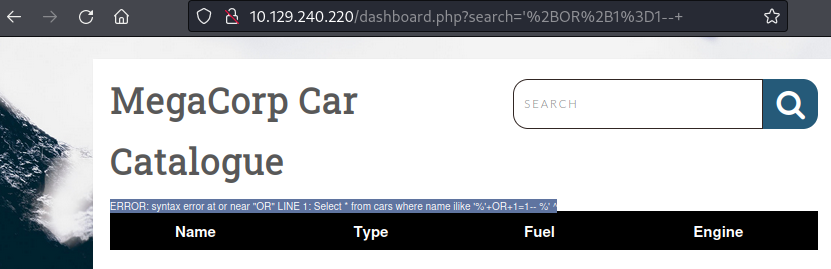 10.129.240.220/dashboard.php?search='%2BOR%2B1%3D1--+
MegaCorp Car
Catalogue
SEARCH
ERROR: syntax error at or near "OR" LINE 1: Select * from cars where name ilike '%'+OR+1=1-- %' ^
Name Type Fuel Engine